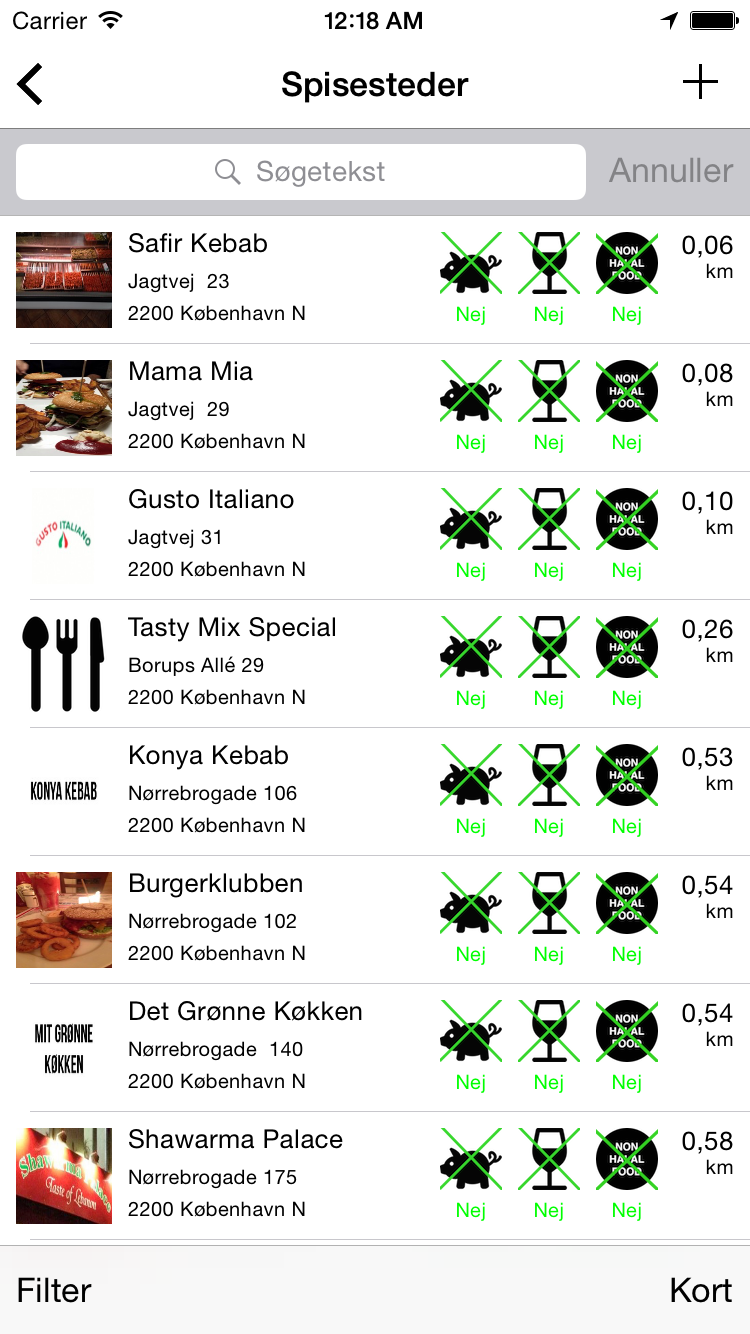 Carrier 12:18 AM
Spisesteder
Søgetekst Annuller
Safir Kebab
Jagtvej 23
2200 København N
NON HALAL FOOD
Nej Nej Nej
0,06 km
Mama Mia
Jagtvej 29
2200 København N
NON HALAL FOOD
Nej Nej Nej
0,08 km
GUSTO ITALIANO
Gusto Italiano
Jagtvej 31
2200 København N
NON HALAL FOOD
Nej Nej Nej
0,10 km
Tasty Mix Special
Borups Allé 29
2200 København N
NON HALAL FOOD
Nej Nej Nej
0,26 km
KONYA KEBAB
Konya Kebab
Nørrebrogade 106
2200 København N
NON HALAL FOOD
Nej Nej Nej
0,53 km
Burgerklubben
Nørrebrogade 102
2200 København N
NON HALAL FOOD
Nej Nej Nej
0,54 km
MIT GRØNNE
KØKKEN
Det Grønne Køkken
Nørrebrogade 140
2200 København N
NON HALAL FOOD
Nej Nej Nej
0,54 km
Shawarma Palace
Taste of Lebanon
Shawarma Palace
Nørrebrogade 175
2200 København N
NON HALAL FOOD
Nej Nej Nej
0,58 km
Filter Kort